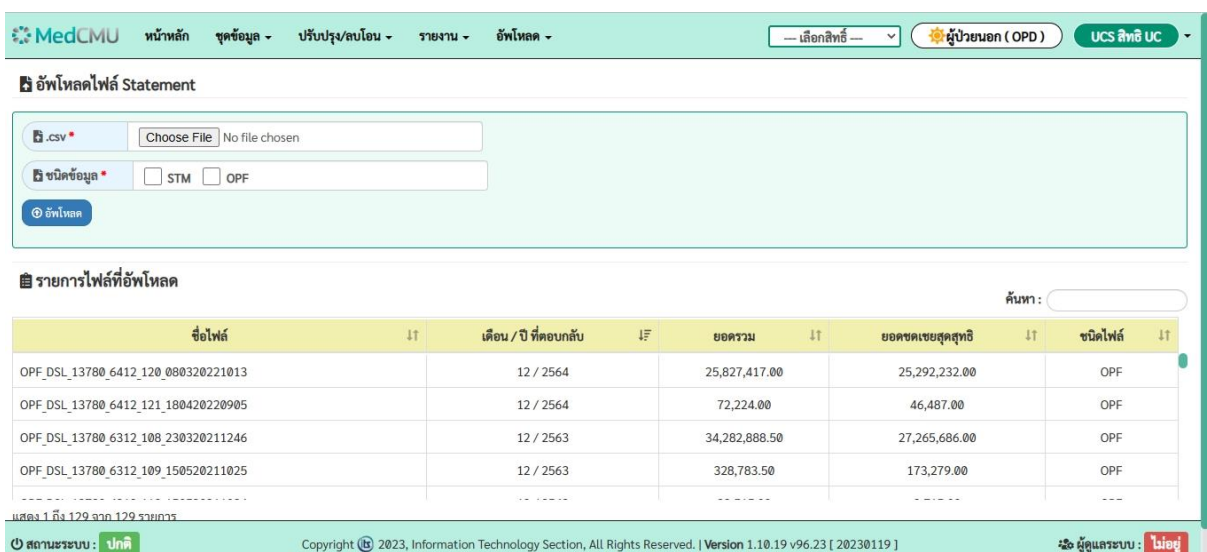 MedCMU หน้าหลัก ชุดข้อมูล ปรับปรุง/ลบโอน รายงาน อัพโหลด --- เลือกสิทธิ์ --- ผู้ป่วยนอก ( OPD ) UCS สิทธิ UC
อัพโหลดไฟล์ Statement
.csv * Choose File No file chosen
ชนิดข้อมูล * STM OPF
อัพโหลด
รายการไฟล์ที่อัพโหลด
ค้นหา :
ชื่อไฟล์ เดือน / ปี ที่ตอบกลับ ยอดรวม ยอดชดเชยสุดสุทธิ ชนิดไฟล์
OPF_DSL_13780_6412_120_080320221013 12 / 2564 25,827,417.00 25,292,232.00 OPF
OPF_DSL_13780_6412_121_180420220905 12 / 2564 72,224.00 46,487.00 OPF
OPF_DSL_13780_6312_108_230320211246 12 / 2563 34,282,888.50 27,265,686.00 OPF
OPF_DSL_13780_6312_109_150520211025 12 / 2563 328,783.50 173,279.00 OPF
แสดง 1 ถึง 129 จาก 129 รายการ
สถานะระบบ : ปกติ Copyright 2023, Information Technology Section, All Rights Reserved. | Version 1.10.19 v96.23 [ 20230119 ] ผู้ดูแลระบบ : ไม่อยู่